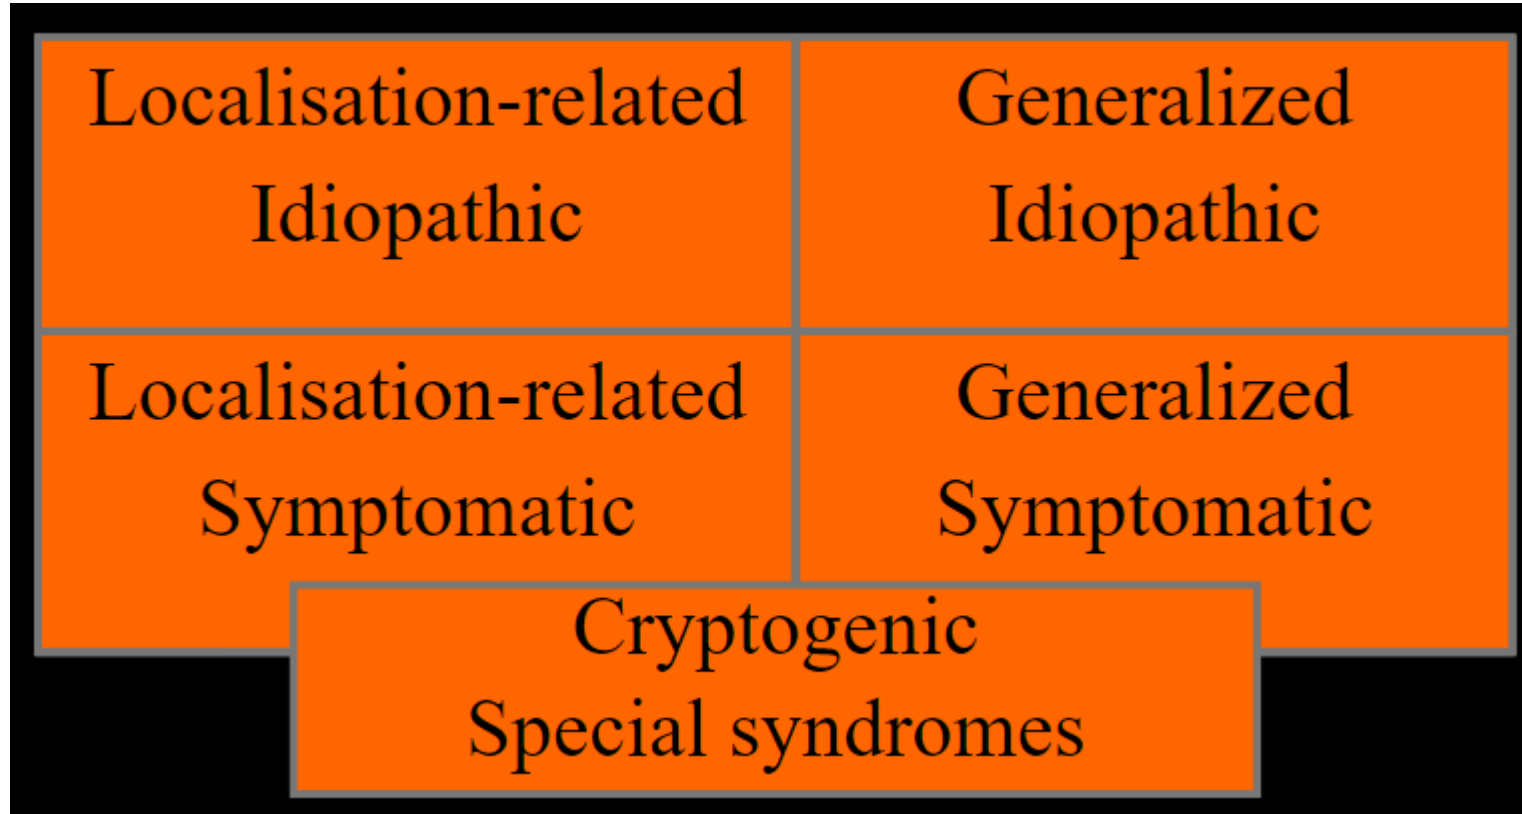 Localisation-related
Idiopathic
Generalized
Idiopathic
Localisation-related
Symptomatic
Generalized
Symptomatic
Cryptogenic
Special syndromes